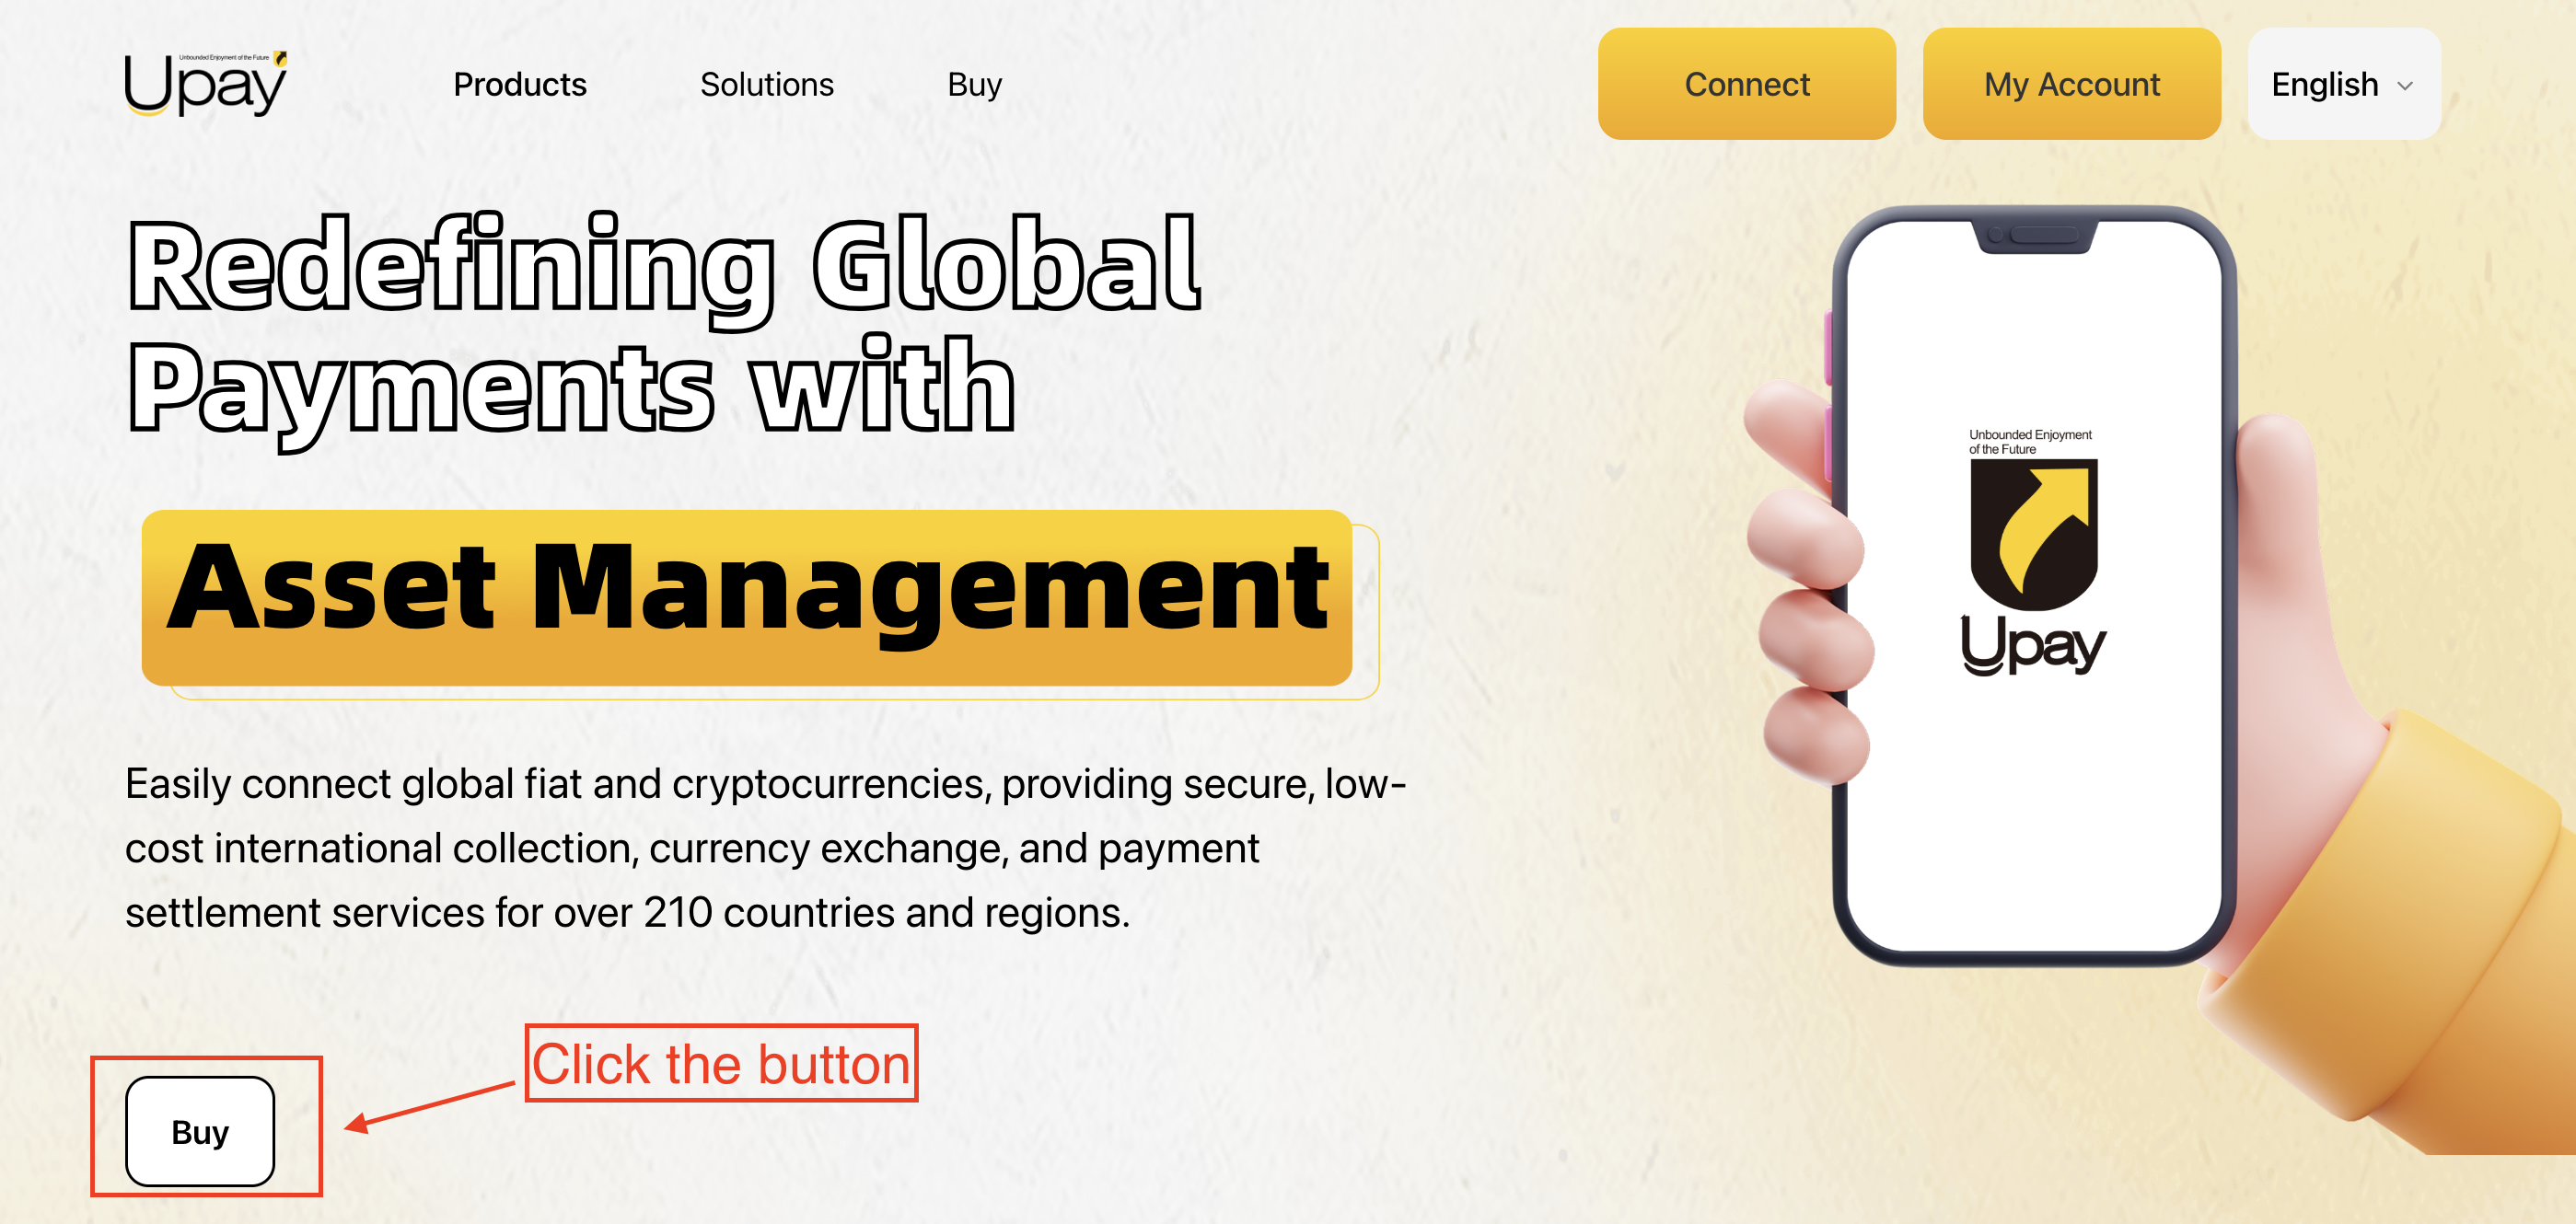 Unbounded Enjoyment of the Future
Upay
Products
Solutions
Buy
Connect
My Account
English
Redefining Global
Payments with
Asset Management
Easily connect global fiat and cryptocurrencies, providing secure, low-
cost international collection, currency exchange, and payment
settlement services for over 210 countries and regions.
Click the button
Buy
Unbounded Enjoyment
of the Future
Upay